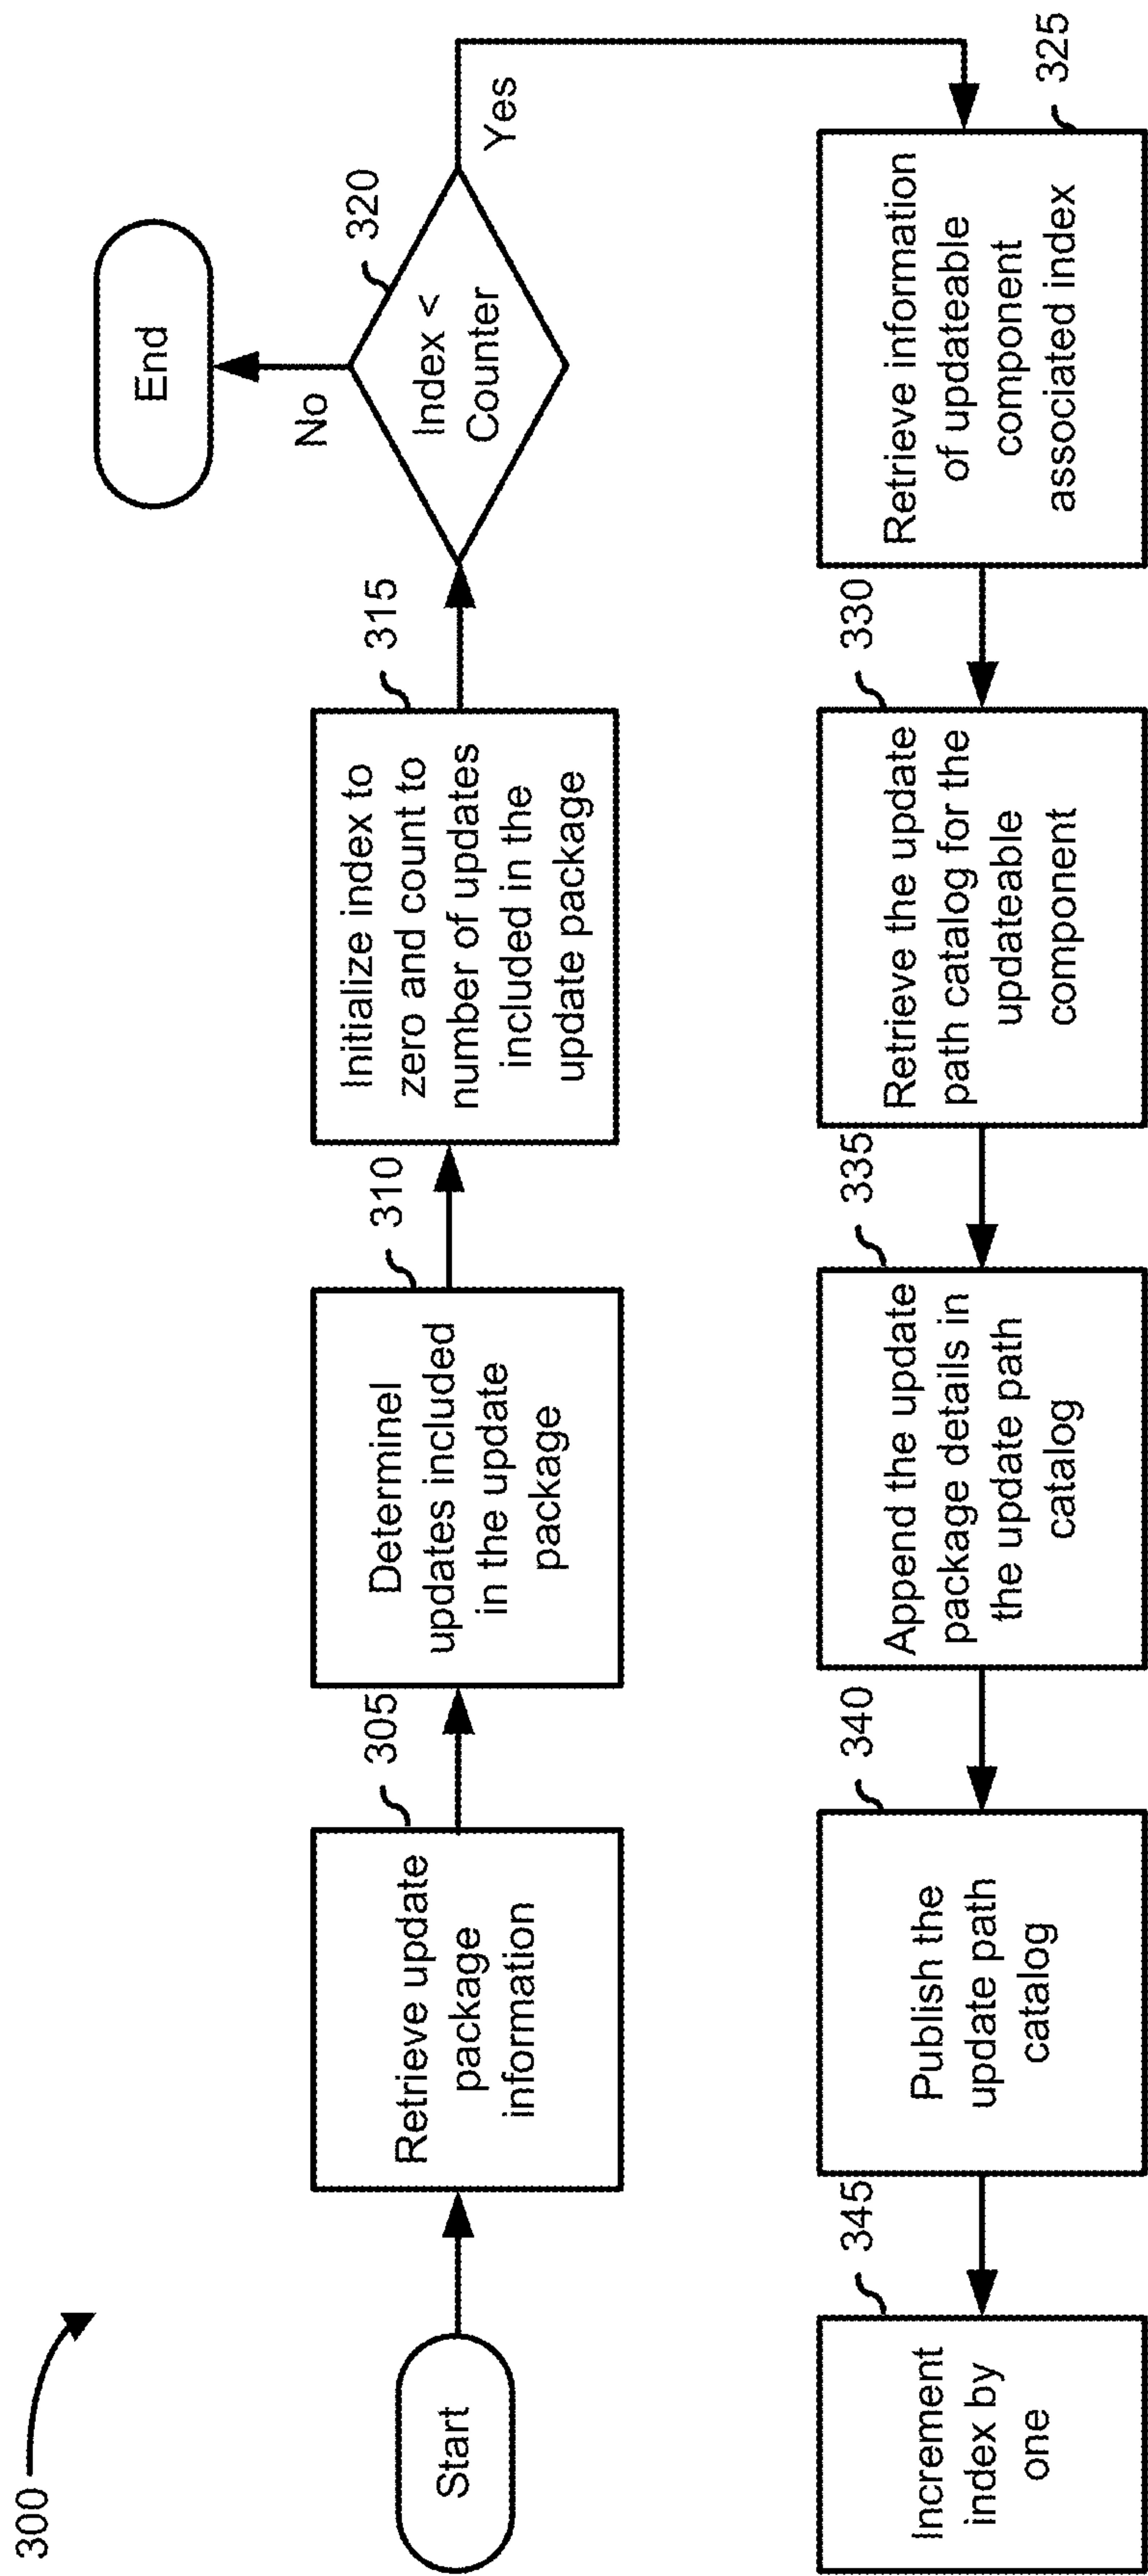 300
Start
305
Retrieve update
package
information
310
Determinel
updates included
in the update
package
315
Initialize index to
zero and count to
number of updates
included in the
update package
320
Index <
Counter
No
End
Yes
325
Retrieve information
of updateable
component
associated index
330
Retrieve the update
path catalog for the
updateable
component
335
Append the update
package details in
the update path
catalog
340
Publish the
update path
catalog
345
Increment
index by
one